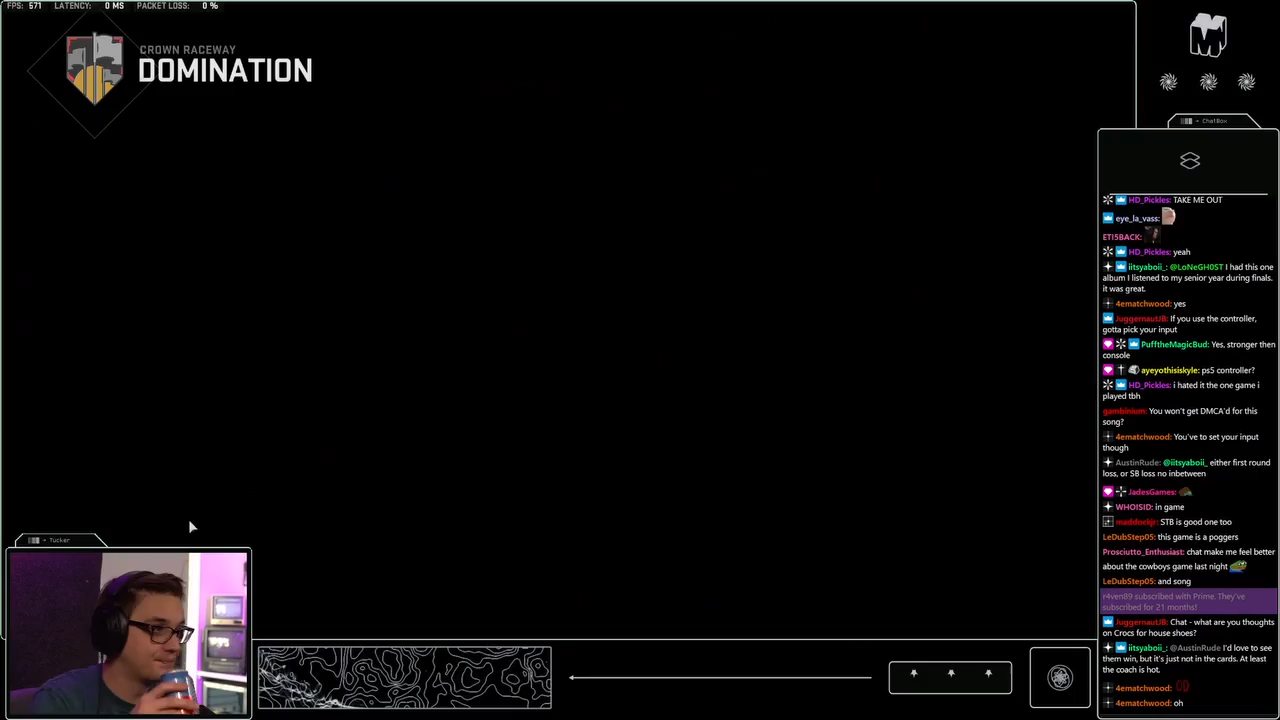 FPS: 571 LATENCY: 0 MS PACKET LOSS: 0 %
CROWN RACEWAY
DOMINATION
M
+ ChatBox
HD_Pickles: TAKE ME OUT
eye_la_vass:
ETI5BACK:
HD_Pickles: yeah
iitsyaboii_: @LoNeGH0ST I had this one
album I listened to my senior year during finals.
it was great.
4ematchwood: yes
JuggernautJB: If you use the controller,
gotta pick your input
PufftheMagicBud: Yes, stronger then
console
ayeyothisiskyle: ps5 controller?
HD_Pickles: i hated it the one game i
played tbh
gambinium: You won't get DMCA'd for this
song?
4ematchwood: You've to set your input
though
AustinRude: @iitsyaboii_ either first round
loss, or SB loss no inbetween
JadesGames:
WHOISID: in game
maddockjr: STB is good one too
LeDubStep05: this game is a poggers
Prosciutto_Enthusiast: chat make me feel better
about the cowboys game last night
LeDubStep05: and song
r4ven89 subscribed with Prime. They've
subscribed for 21 months!
JuggernautJB: Chat - what are you thoughts
on Crocs for house shoes?
iitsyaboii_: @AustinRude I'd love to see
them win, but it's just not in the cards. At least
the coach is hot.
4ematchwood:
4ematchwood: oh
+ Tucker